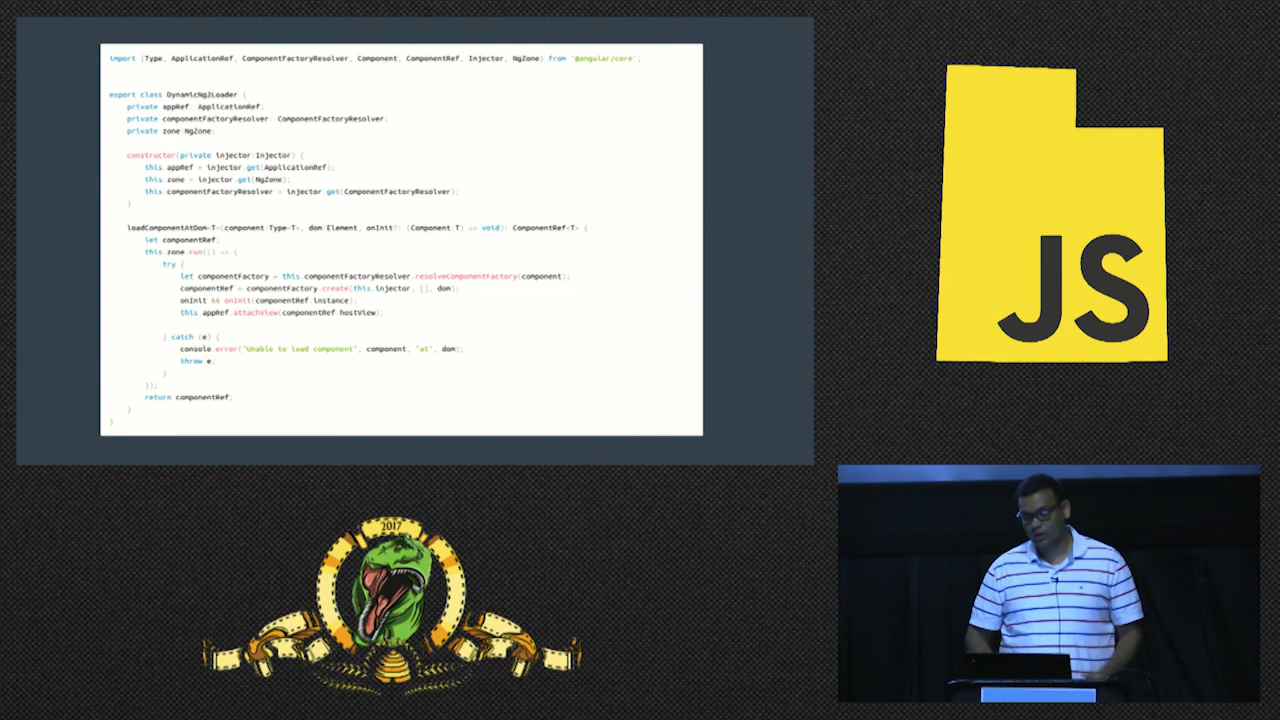 import {Type, ApplicationRef, ComponentFactoryResolver, Component, ComponentRef, Injector, NgZone} from '@angular/core';
export class DynamicNg2Loader {
private appRef: ApplicationRef;
private componentFactoryResolver: ComponentFactoryResolver;
private zone:NgZone;
constructor(private injector:Injector) {
this.appRef = injector.get(ApplicationRef);
this.zone = injector.get(NgZone);
this.componentFactoryResolver = injector.get(ComponentFactoryResolver);
}
loadComponentAtDom<T>(component:Type<T>, dom:Element, onInit?: (Component:T) => void): ComponentRef<T> {
let componentRef;
this.zone.run(() => {
try {
let componentFactory = this.componentFactoryResolver.resolveComponentFactory(component);
componentRef = componentFactory.create(this.injector, [], dom);
onInit && onInit(componentRef.instance);
this.appRef.attachView(componentRef.hostView);
} catch (e) {
console.error("Unable to load component", component, "at", dom);
throw e;
}
});
return componentRef;
}
}
JS
2017